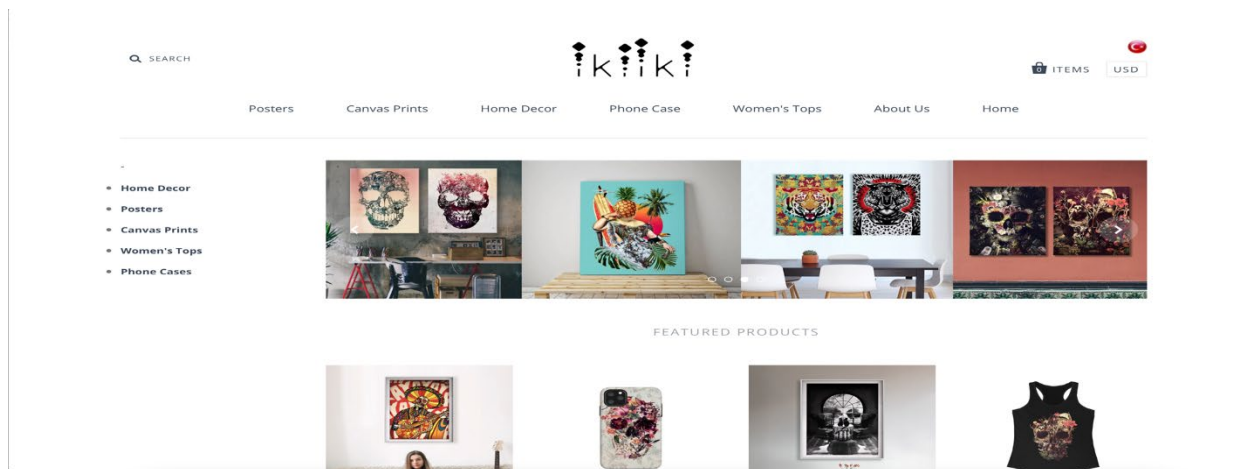 SEARCH
ikiiki
0 ITEMS
USD
Posters
Canvas Prints
Home Decor
Phone Case
Women's Tops
About Us
Home
-
Home Decor
Posters
Canvas Prints
Women's Tops
Phone Cases
FEATURED PRODUCTS